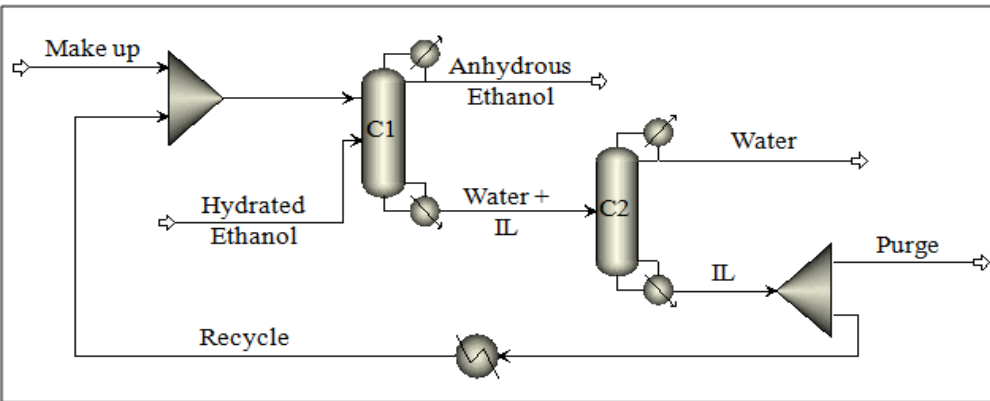 Make up
Anhydrous
Ethanol
C1
Water
Hydrated
Ethanol
Water +
IL
C2
Purge
IL
Recycle